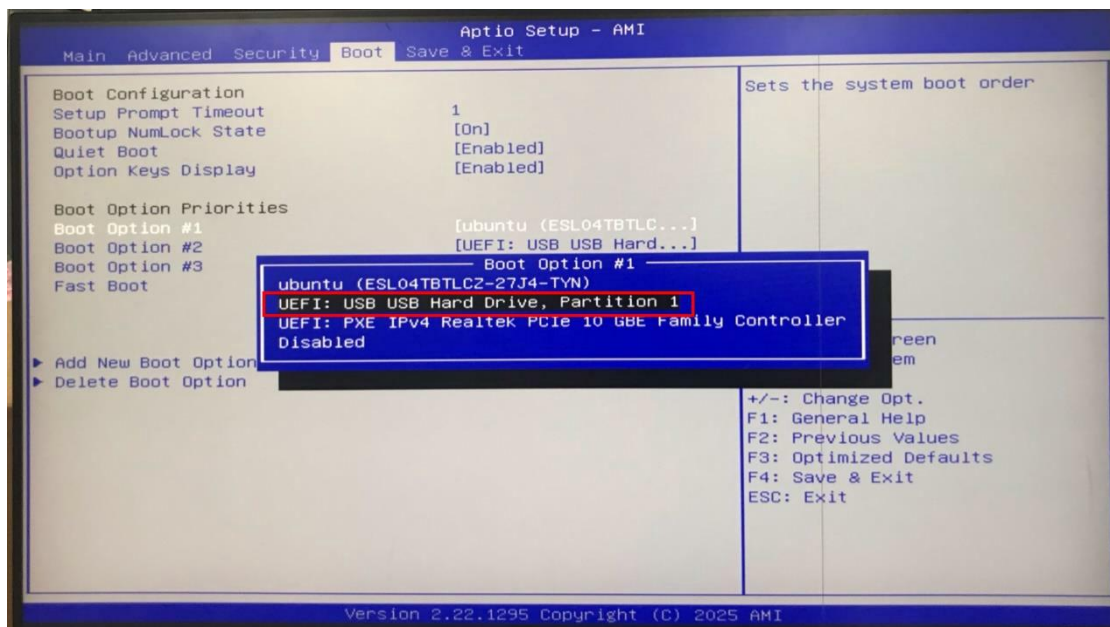 Aptio Setup – AMI
Main Advanced Security Boot Save & Exit
Boot Configuration
Setup Prompt Timeout 1
Bootup NumLock State [On]
Quiet Boot [Enabled]
Option Keys Display [Enabled]
Boot Option Priorities
Boot Option #1 [ubuntu (ESL04TBTLC...]
Boot Option #2 [UEFI: USB USB Hard...]
Boot Option #3
Fast Boot
Add New Boot Option
Delete Boot Option
Boot Option #1
ubuntu (ESL04TBTLCZ-27J4-TYN)
UEFI: USB USB Hard Drive, Partition 1
UEFI: PXE IPv4 Realtek PCIe 10 GBE Family Controller
Disabled
Sets the system boot order
reen
em
+/-: Change Opt.
F1: General Help
F2: Previous Values
F3: Optimized Defaults
F4: Save & Exit
ESC: Exit
Version 2.22.1295 Copyright (C) 2025 AMI